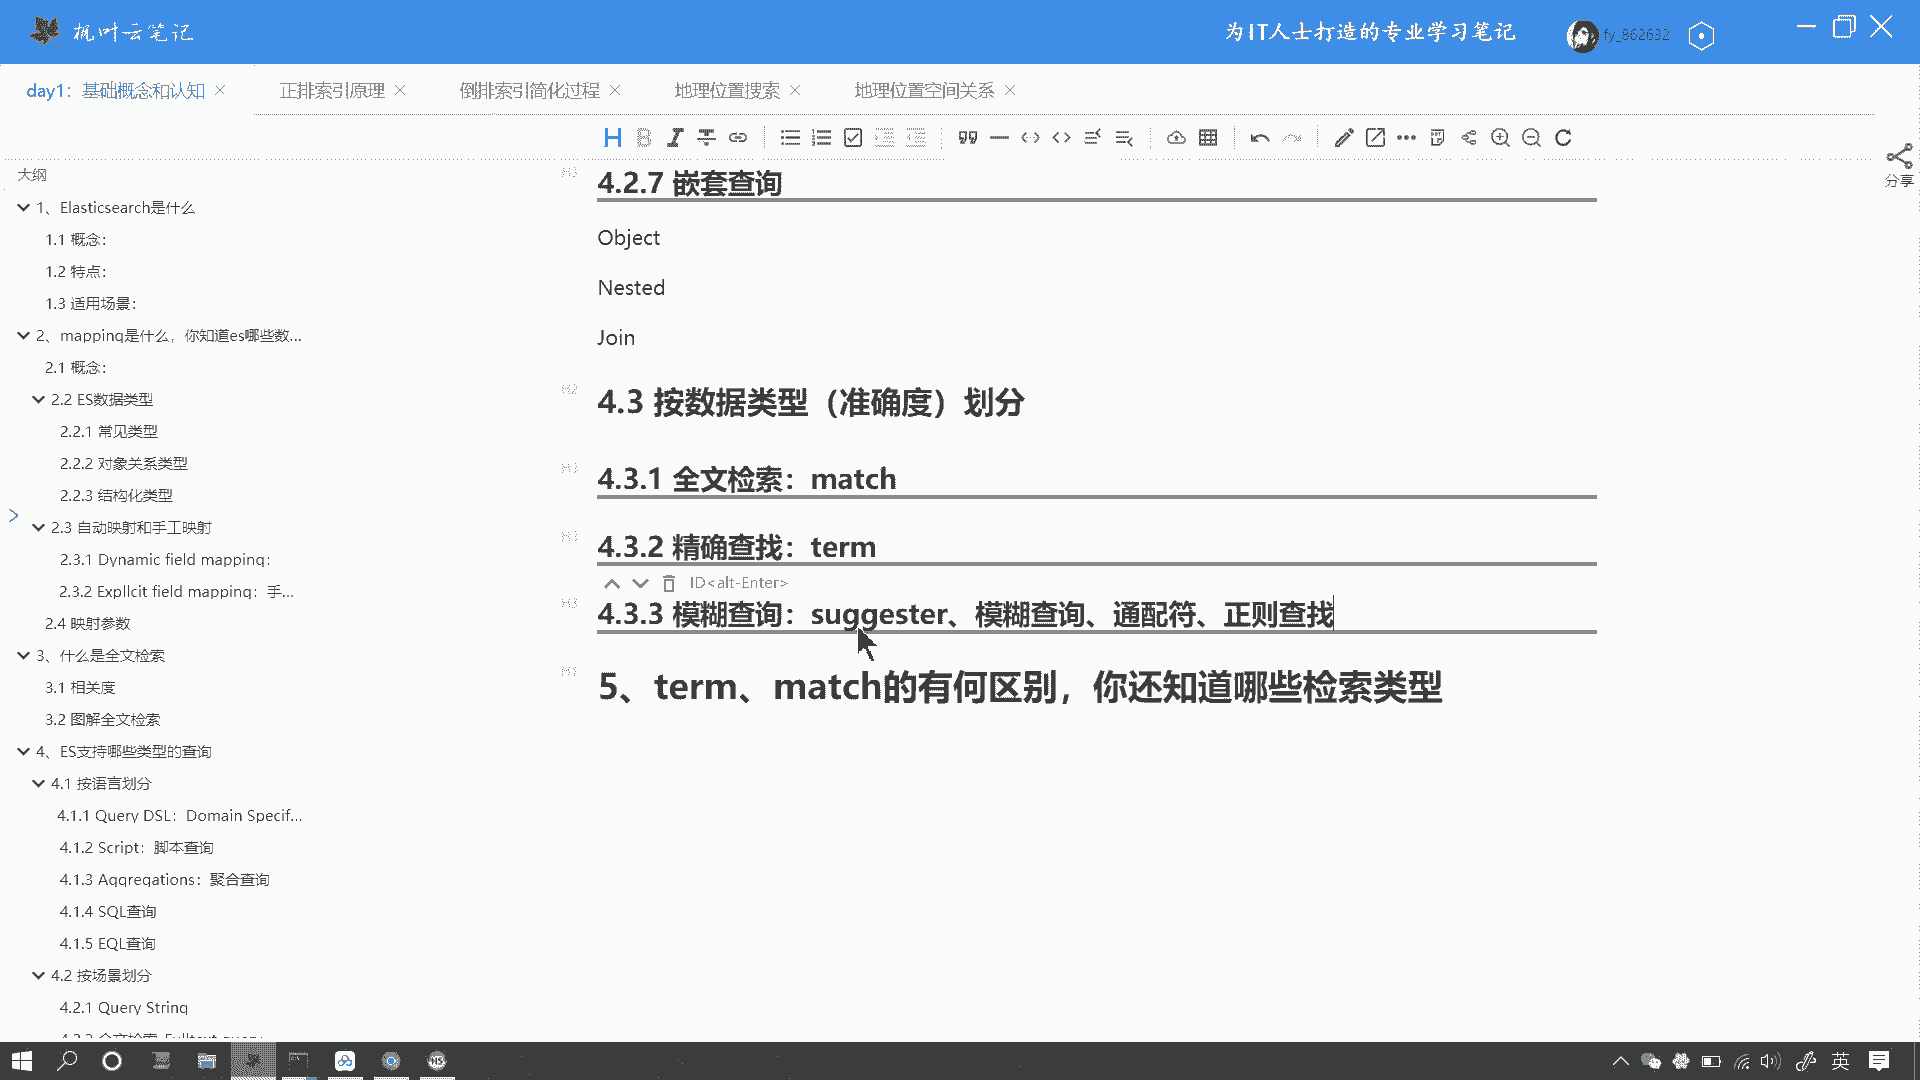 枫叶云笔记
为IT人士打造的专业学习笔记
fy_862632
day1：基础概念和认知
正排索引原理
倒排索引简化过程
地理位置搜索
地理位置空间关系
分享
大纲
1、Elasticsearch是什么
1.1 概念：
1.2 特点：
1.3 适用场景：
2、mapping是什么，你知道es哪些数...
2.1 概念：
2.2 ES数据类型
2.2.1 常见类型
2.2.2 对象关系类型
2.2.3 结构化类型
2.3 自动映射和手工映射
2.3.1 Dynamic field mapping：
2.3.2 Expllcit field mapping：手...
2.4 映射参数
3、什么是全文检索
3.1 相关度
3.2 图解全文检索
4、ES支持哪些类型的查询
4.1 按语言划分
4.1.1 Query DSL：Domain Specif...
4.1.2 Script：脚本查询
4.1.3 Aggregations：聚合查询
4.1.4 SQL查询
4.1.5 EQL查询
4.2 按场景划分
4.2.1 Query String
4.2.7 嵌套查询
Object
Nested
Join
H2
4.3 按数据类型（准确度）划分
H3
4.3.1 全文检索：match
H3
4.3.2 精确查找：term
ID<alt-Enter>
H3
4.3.3 模糊查询：suggester、模糊查询、通配符、正则查找
H1
5、term、match的有何区别，你还知道哪些检索类型
英